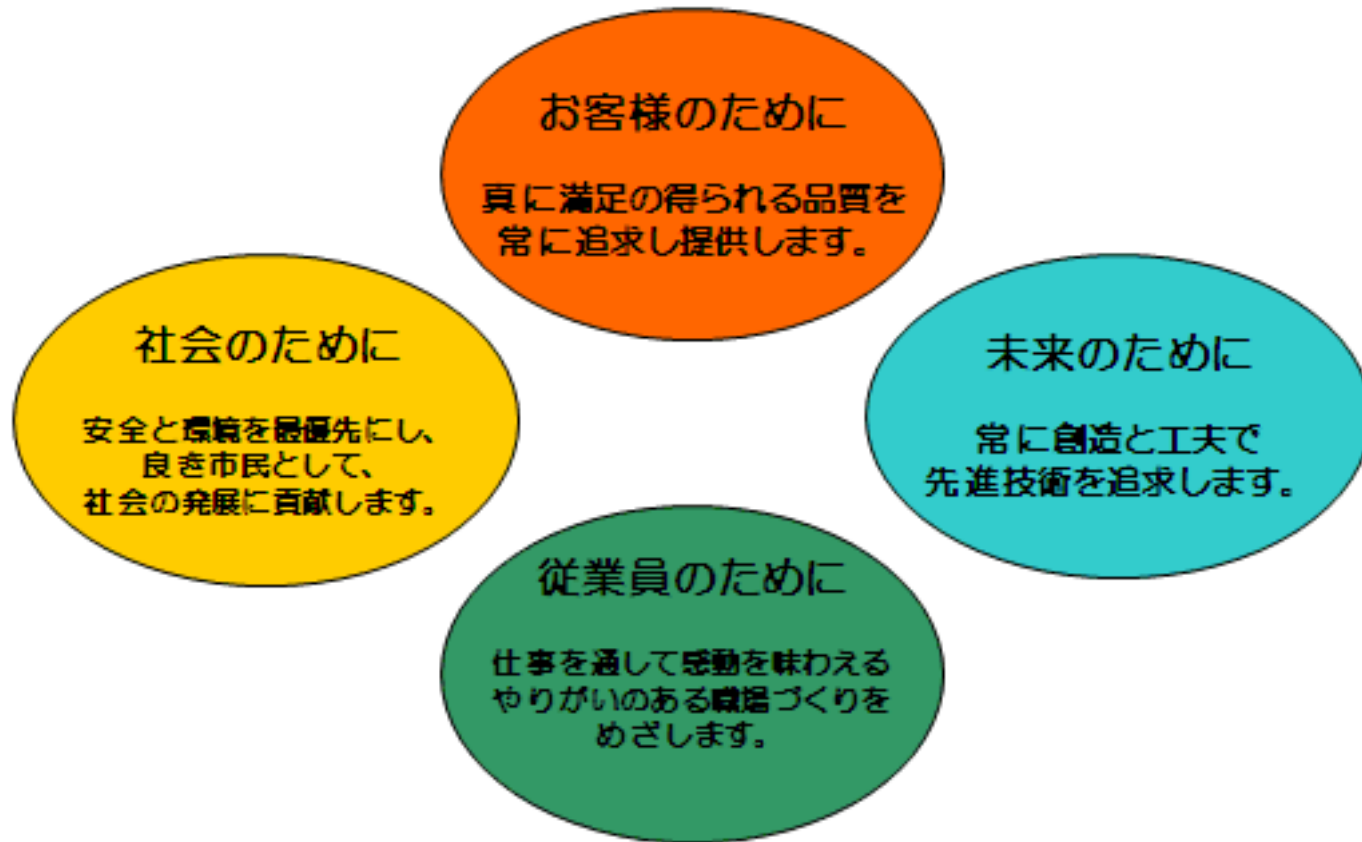 お客様のために
真に満足の得られる品質を
常に追求し提供します。
社会のために
安全と環境を最優先にし、
良き市民として、
社会の発展に貢献します。
未来のために
常に創造と工夫で
先進技術を追求します。
従業員のために
仕事を通して感動を味わえる
やりがいのある職場づくりを
めざします。